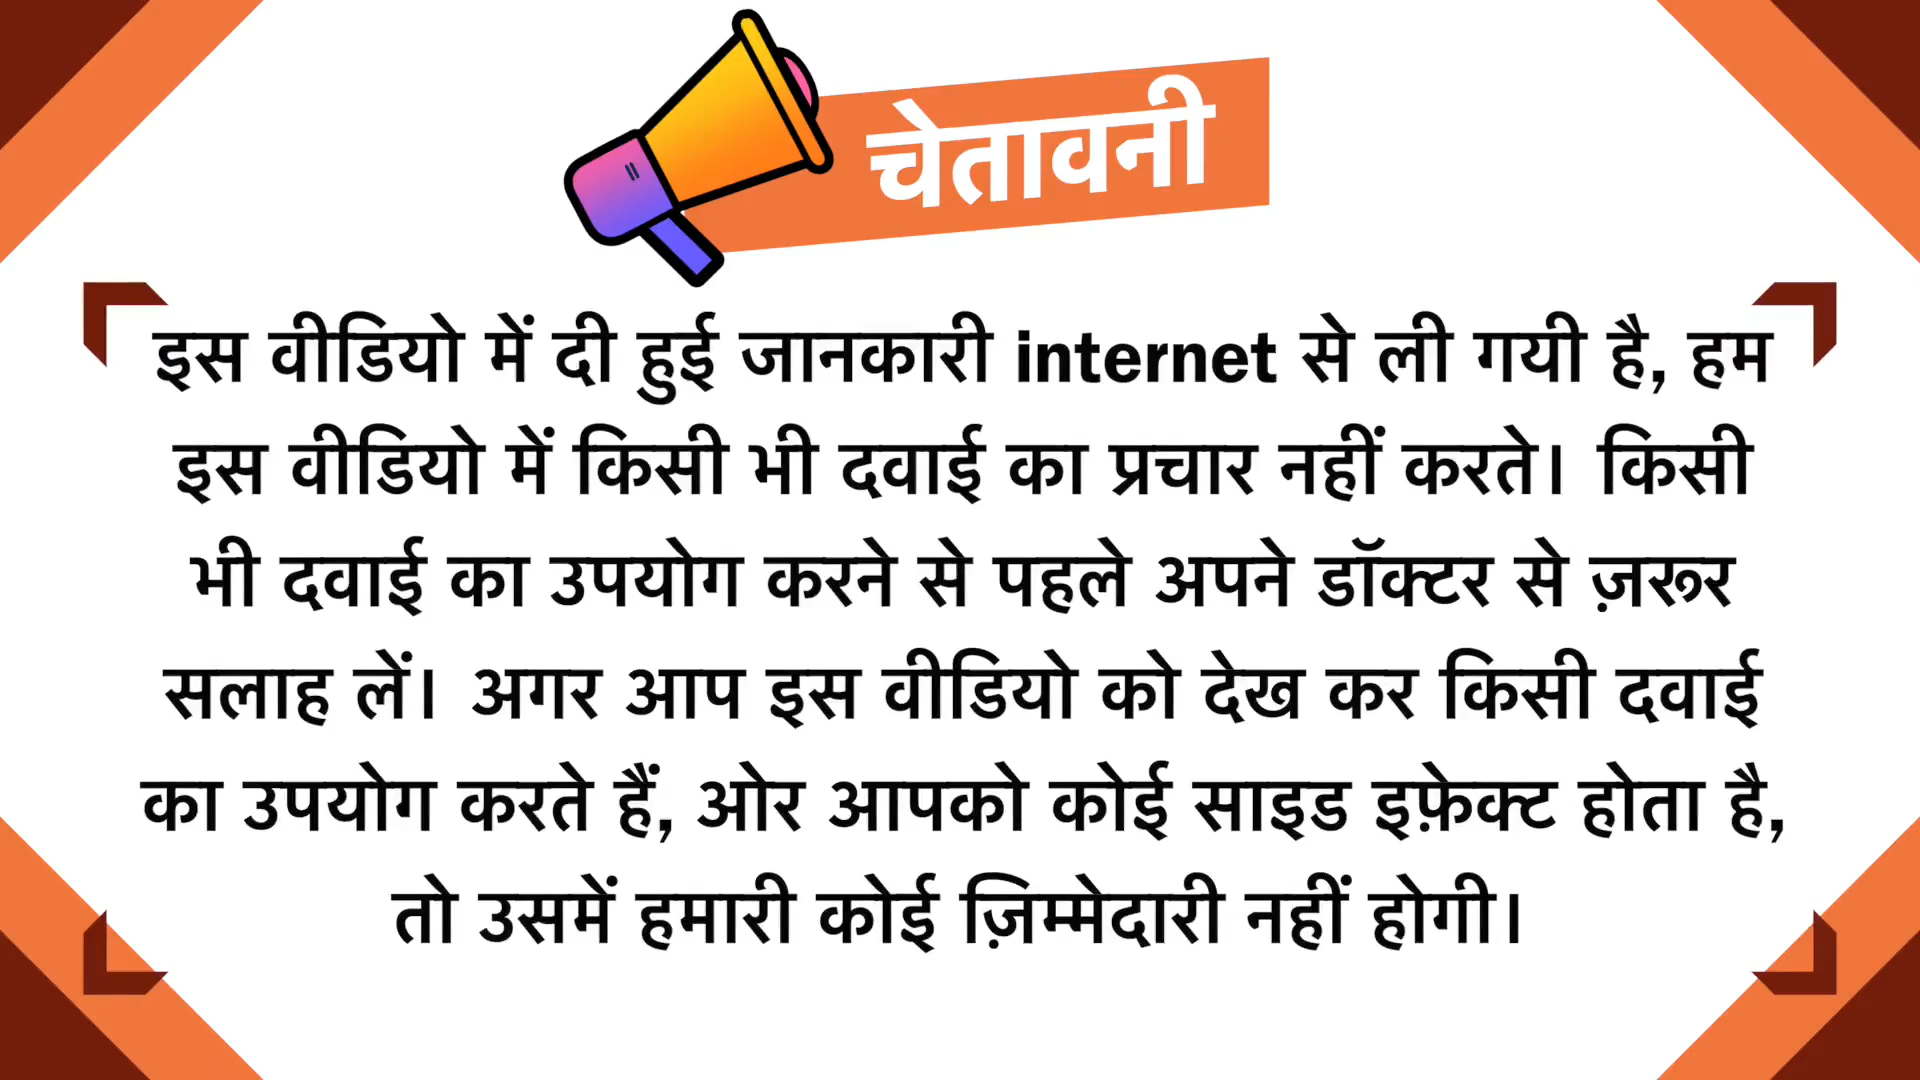 चेतावनी
इस वीडियो में दी हुई जानकारी internet से ली गयी है, हम
इस वीडियो में किसी भी दवाई का प्रचार नहीं करते। किसी
भी दवाई का उपयोग करने से पहले अपने डॉक्टर से ज़रूर
सलाह लें। अगर आप इस वीडियो को देख कर किसी दवाई
का उपयोग करते हैं, ओर आपको कोई साइड इफ़ेक्ट होता है,
तो उसमें हमारी कोई ज़िम्मेदारी नहीं होगी।